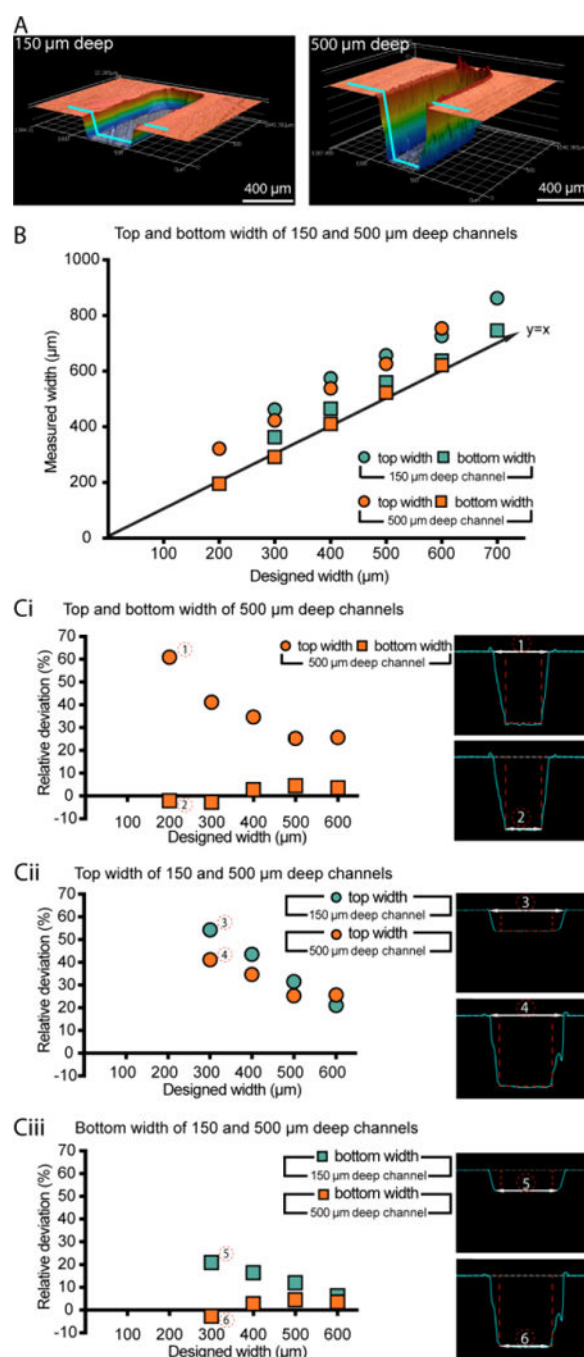 A
150 µm deep
500 µm deep
400 µm
400 µm
B
Top and bottom width of 150 and 500 µm deep channels
1000
800
600
400
200
0
Measured width (µm)
y=x
top width
bottom width
150 µm deep channel
top width
bottom width
500 µm deep channel
100 200 300 400 500 600 700
Designed width (µm)
Ci
Top and bottom width of 500 µm deep channels
70
60
50
40
30
20
10
0
-10
Relative deviation (%)
1
2
top width
bottom width
500 µm deep channel
100 200 300 400 500 600
Designed width (µm)
1
2
Cii
Top width of 150 and 500 µm deep channels
70
60
50
40
30
20
10
0
-10
Relative deviation (%)
3
4
top width
150 µm deep channel
top width
500 µm deep channel
100 200 300 400 500 600
Designed width (µm)
3
4
Ciii
Bottom width of 150 and 500 µm deep channels
70
60
50
40
30
20
10
0
-10
Relative deviation (%)
5
6
bottom width
150 µm deep channel
bottom width
500 µm deep channel
100 200 300 400 500 600
Designed width (µm)
5
6